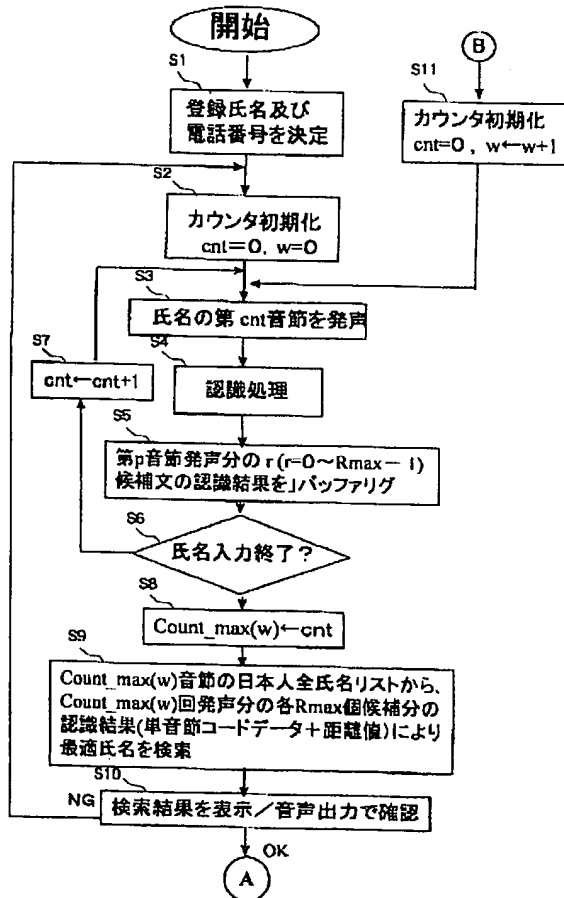 開始
S1
登録氏名及び
電話番号を決定
S2
カウンタ初期化
cnt=0, w=0
S3
氏名の第cnt音節を発声
S4
認識処理
S5
第p音節発声分のr(r=0～Rmax－1)
候補文の認識結果を」バッファリグ
S6
氏名入力終了?
S7
cnt←cnt+1
S8
Count_max(w)←cnt
S9
Count_max(w)音節の日本人全氏名リストから、
Count_max(w)回発声分の各Rmax個候補分の
認識結果(単音節コードデータ+距離値)により
最適氏名を検索
S10
検索結果を表示／音声出力で確認
NG
OK
A
B
S11
カウンタ初期化
cnt=0, w←w+1